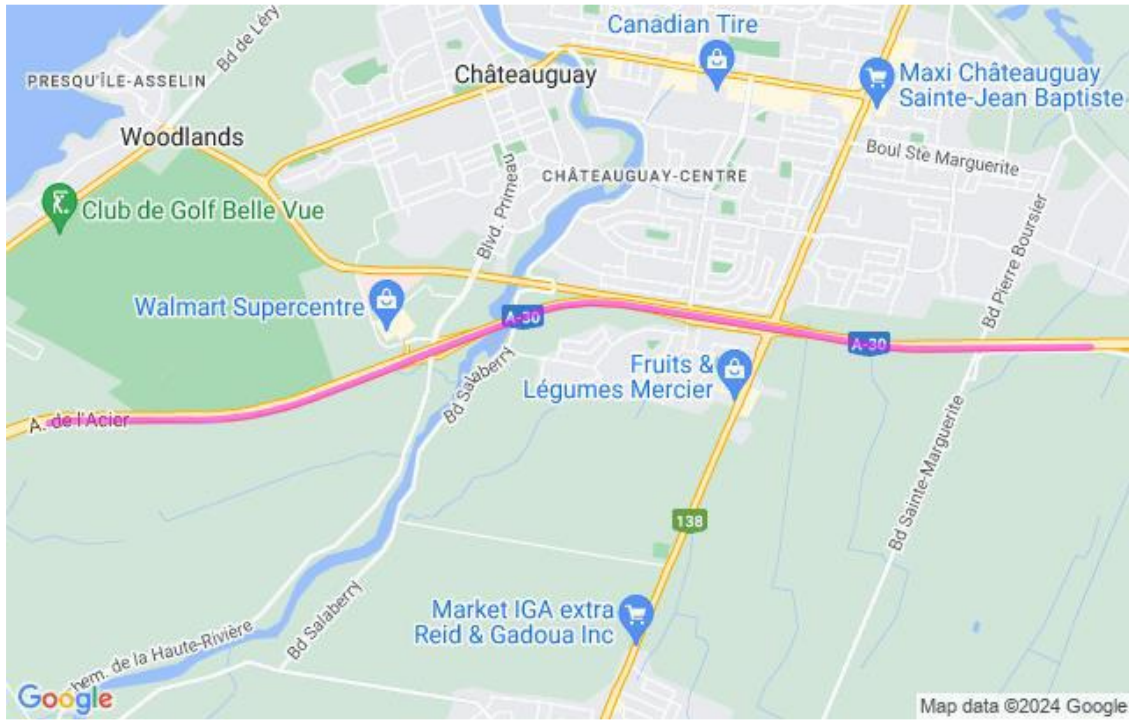 Canadian Tire
Bd de Léry
PRESQU'ÎLE-ASSELIN
Châteauguay
Maxi Châteauguay
Sainte-Jean Baptiste
Woodlands
Boul Ste Marguerite
CHÂTEAUGUAY-CENTRE
Club de Golf Belle Vue
Blvd. Primeau
Bd Pierre Boursier
Walmart Supercentre
A-30
A-30
Fruits &
Légumes Mercier
Bd Salaberry
A. de l'Acier
Bd Sainte-Marguerite
138
Market IGA extra
Reid & Gadoua Inc
Bd Salaberry
hem. de la Haute-Rivière
Google
Map data ©2024 Google